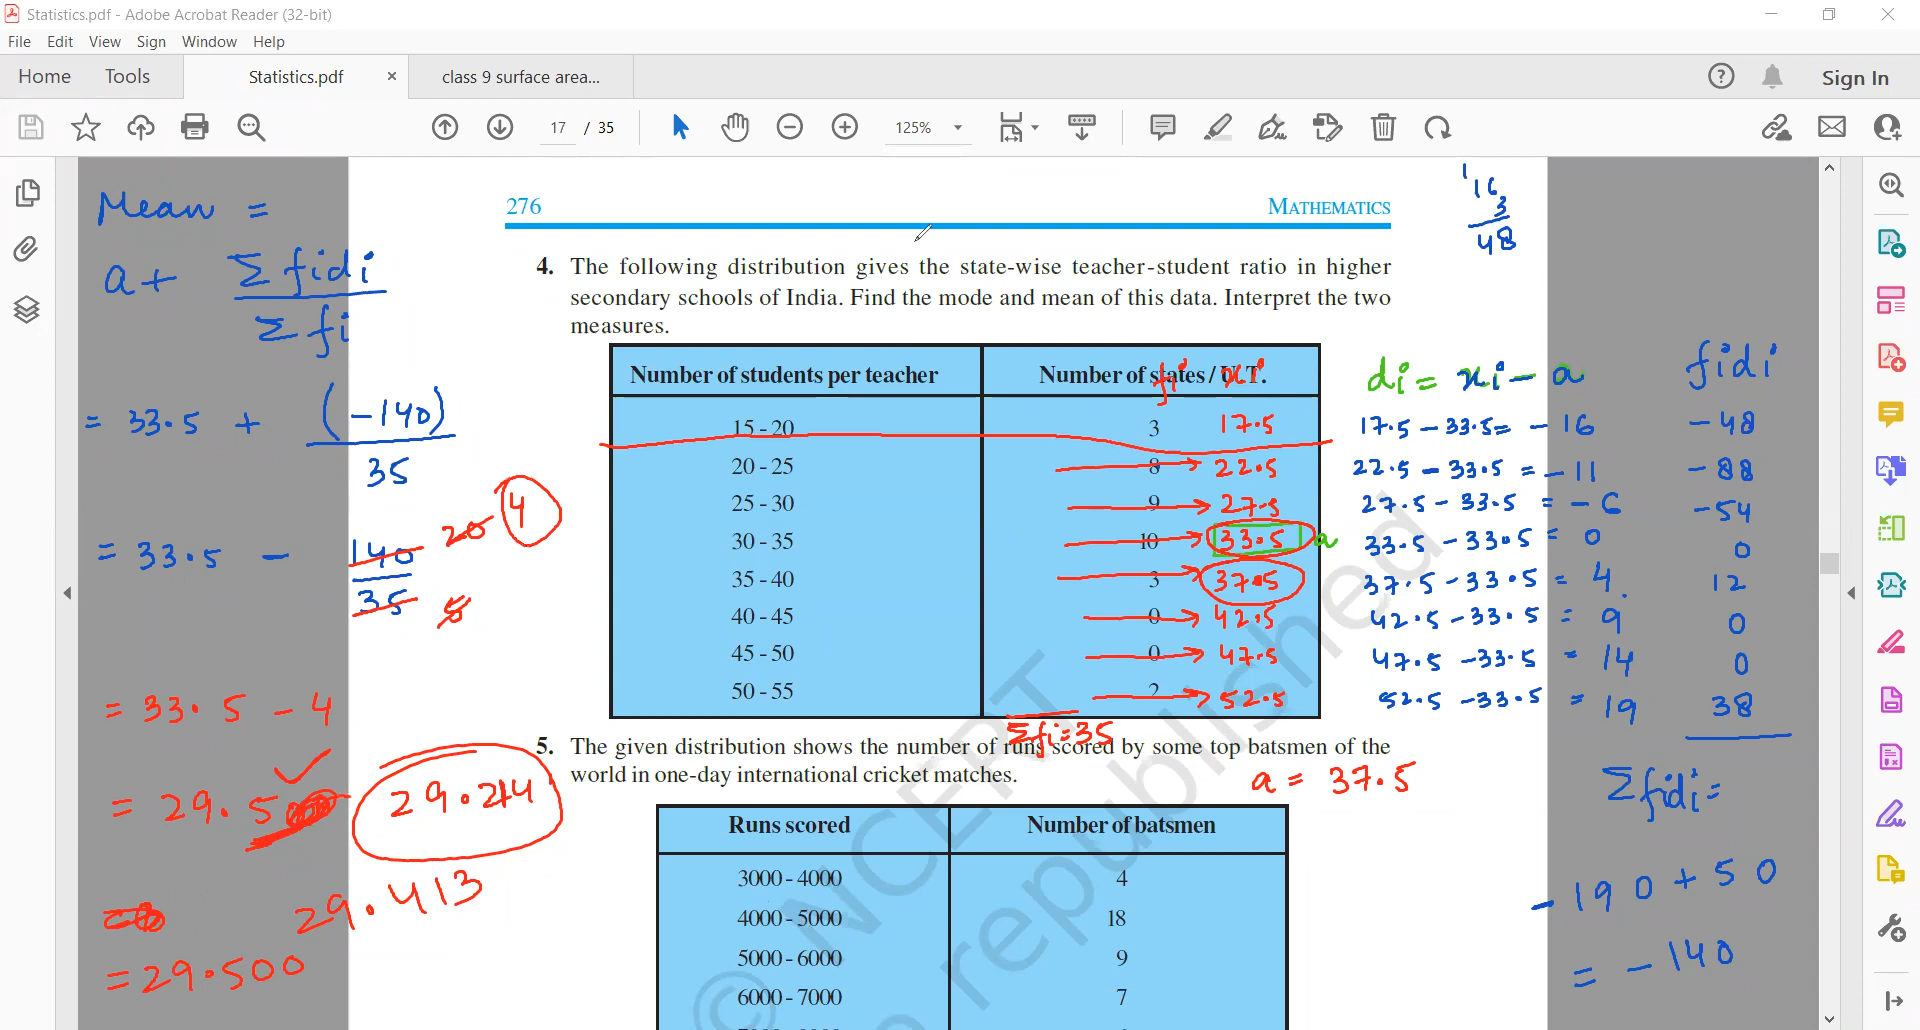 Statistics.pdf - Adobe Acrobat Reader (32-bit)
File Edit View Sign Window Help
Home Tools Statistics.pdf × class 9 surface area... ? Sign In
17 / 35 125%
Mean =
a + Σfidi
Σfi
= 33.5 + (-140)
35
= 33.5 - 140 20 4
35 5
= 33.5 - 4
= 29.5 29.214
29.413
= 29.500
276 MATHEMATICS
1
16
3
48
4. The following distribution gives the state-wise teacher-student ratio in higher
secondary schools of India. Find the mode and mean of this data. Interpret the two
measures.
Number of students per teacher Number of states / U.T. fi xi di = xi - a fidi
15 - 20 3 17.5 17.5 - 33.5 = - 16 - 48
20 - 25 8 22.5 22.5 - 33.5 = - 11 - 88
25 - 30 9 27.5 27.5 - 33.5 = - 6 - 54
30 - 35 10 33.5 a 33.5 - 33.5 = 0 0
35 - 40 3 37.5 37.5 - 33.5 = 4 12
40 - 45 0 42.5 42.5 - 33.5 = 9 0
45 - 50 0 47.5 47.5 - 33.5 = 14 0
50 - 55 2 52.5 52.5 - 33.5 = 19 38
Σfi = 35
a = 37.5
Σfidi =
- 190 + 50
= - 140
5. The given distribution shows the number of runs scored by some top batsmen of the
world in one-day international cricket matches.
Runs scored Number of batsmen
3000 - 4000 4
4000 - 5000 18
5000 - 6000 9
6000 - 7000 7
© NCERT
republished